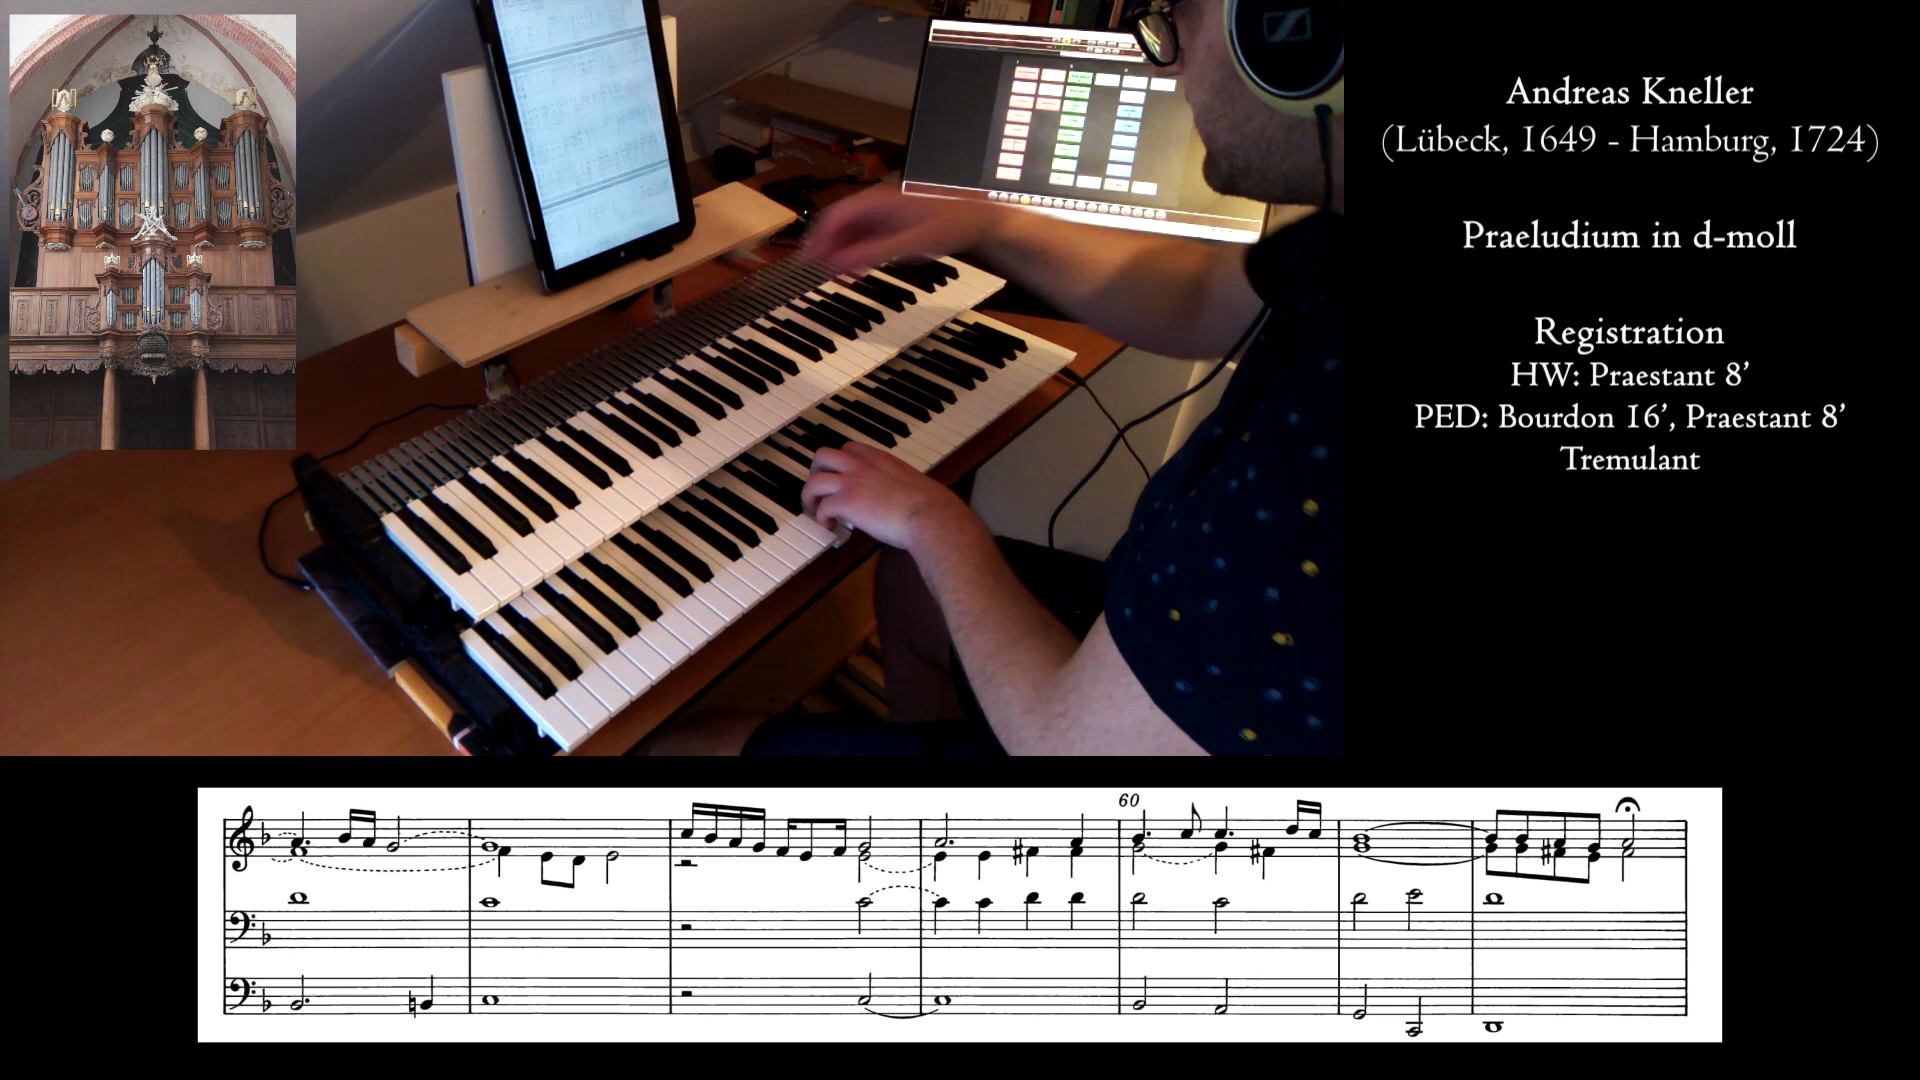 Andreas Kneller
(Lübeck, 1649 - Hamburg, 1724)
Praeludium in d-moll
Registration
HW: Praestant 8’
PED: Bourdon 16’, Praestant 8’
Tremulant
60